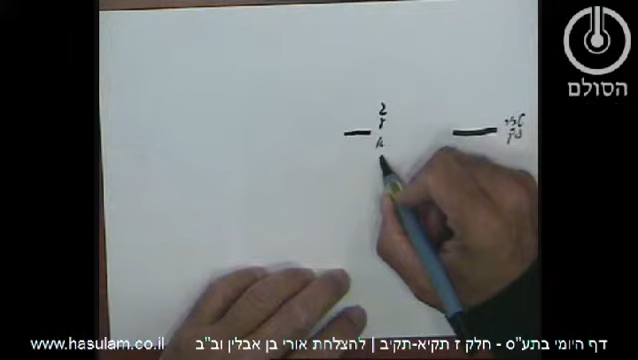 הסולם
www.hasulam.co.il דף היומי בתע"ס - חלק ז תקיא-תקיב | להצלחת אורי בן אבלין וב"ב